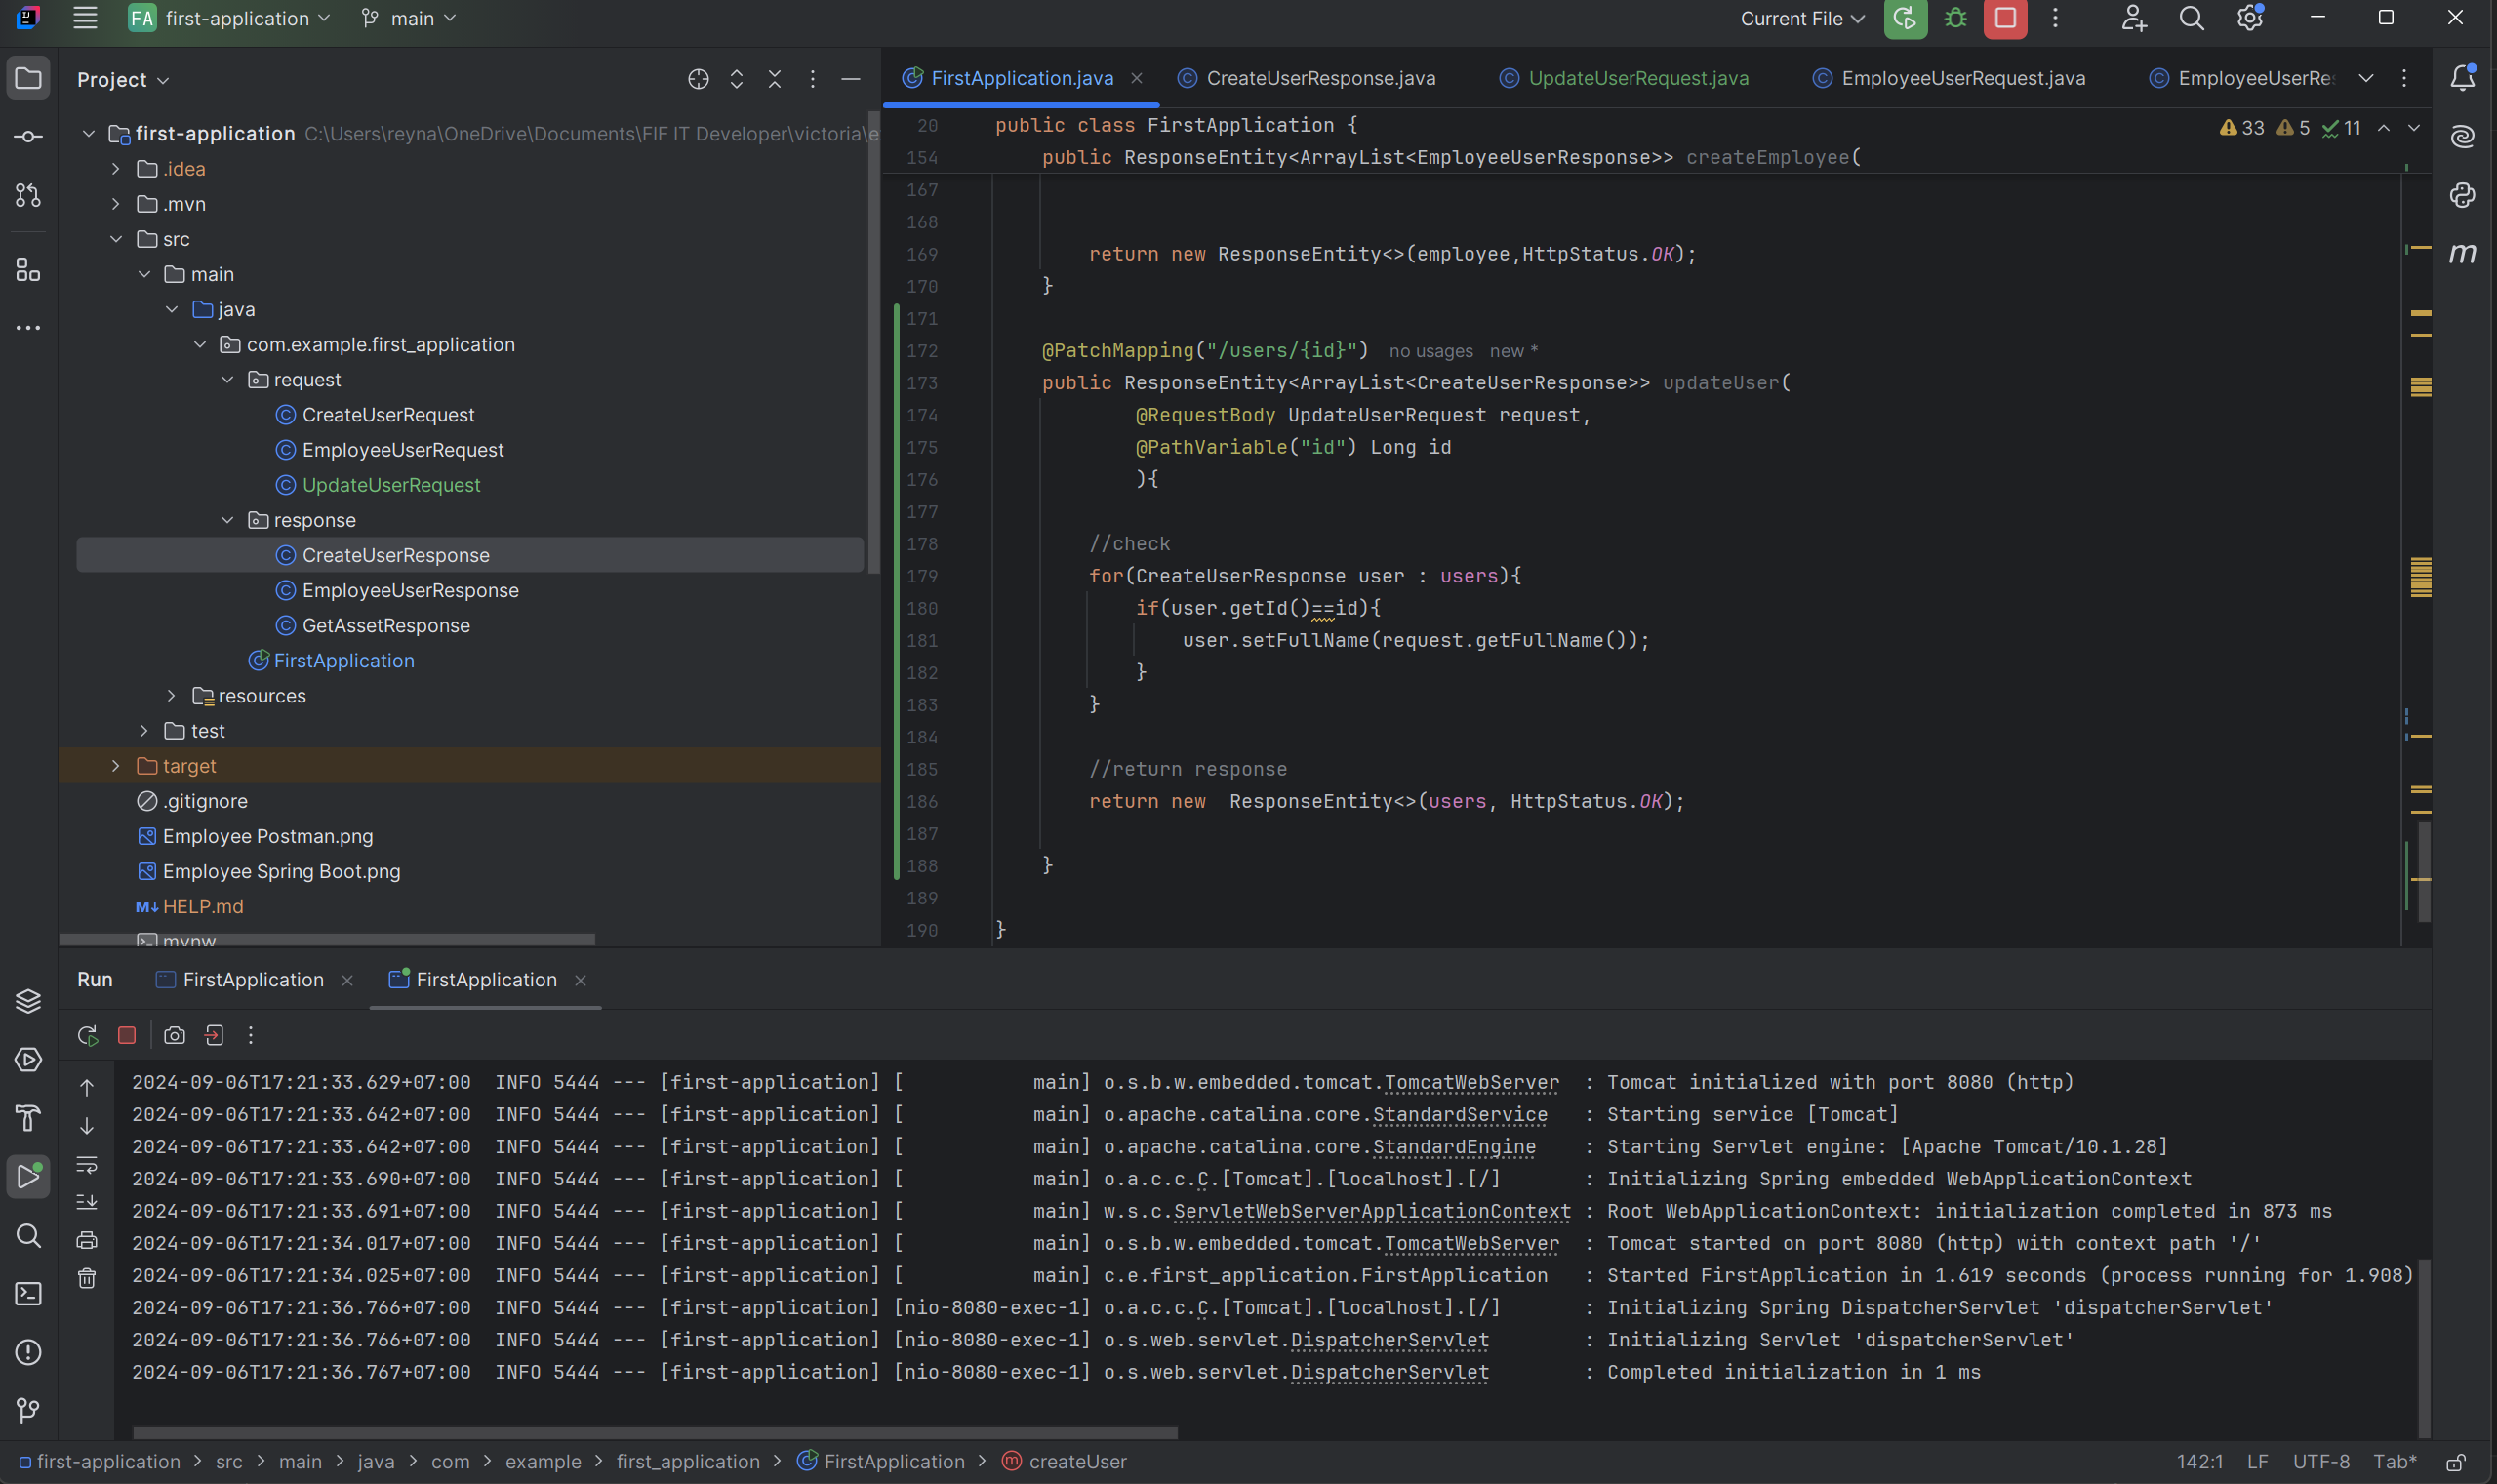 FA first-application main Current File
Project
first-application C:\Users\reyna\OneDrive\Documents\FIF IT Developer\victoria\e
.idea
.mvn
src
main
java
com.example.first_application
request
CreateUserRequest
EmployeeUserRequest
UpdateUserRequest
response
CreateUserResponse
EmployeeUserResponse
GetAssetResponse
FirstApplication
resources
test
target
.gitignore
Employee Postman.png
Employee Spring Boot.png
M↓ HELP.md
mvnw
FirstApplication.java CreateUserResponse.java UpdateUserRequest.java EmployeeUserRequest.java EmployeeUserRes
33 5 11
20 public class FirstApplication {
154 public ResponseEntity<ArrayList<EmployeeUserResponse>> createEmployee(
167
168
169 return new ResponseEntity<>(employee,HttpStatus.OK);
170 }
171
172 @PatchMapping("/users/{id}") no usages new *
173 public ResponseEntity<ArrayList<CreateUserResponse>> updateUser(
174 @RequestBody UpdateUserRequest request,
175 @PathVariable("id") Long id
176 ){
177
178 //check
179 for(CreateUserResponse user : users){
180 if(user.getId()==id){
181 user.setFullName(request.getFullName());
182 }
183 }
184
185 //return response
186 return new  ResponseEntity<>(users, HttpStatus.OK);
187
188 }
189
190 }
m
Run FirstApplication FirstApplication
2024-09-06T17:21:33.629+07:00  INFO 5444 --- [first-application] [           main] o.s.b.w.embedded.tomcat.TomcatWebServer  : Tomcat initialized with port 8080 (http)
2024-09-06T17:21:33.642+07:00  INFO 5444 --- [first-application] [           main] o.apache.catalina.core.StandardService   : Starting service [Tomcat]
2024-09-06T17:21:33.642+07:00  INFO 5444 --- [first-application] [           main] o.apache.catalina.core.StandardEngine    : Starting Servlet engine: [Apache Tomcat/10.1.28]
2024-09-06T17:21:33.690+07:00  INFO 5444 --- [first-application] [           main] o.a.c.c.C.[Tomcat].[localhost].[/]       : Initializing Spring embedded WebApplicationContext
2024-09-06T17:21:33.691+07:00  INFO 5444 --- [first-application] [           main] w.s.c.ServletWebServerApplicationContext : Root WebApplicationContext: initialization completed in 873 ms
2024-09-06T17:21:34.017+07:00  INFO 5444 --- [first-application] [           main] o.s.b.w.embedded.tomcat.TomcatWebServer  : Tomcat started on port 8080 (http) with context path '/'
2024-09-06T17:21:34.025+07:00  INFO 5444 --- [first-application] [           main] c.e.first_application.FirstApplication   : Started FirstApplication in 1.619 seconds (process running for 1.908)
2024-09-06T17:21:36.766+07:00  INFO 5444 --- [first-application] [nio-8080-exec-1] o.a.c.c.C.[Tomcat].[localhost].[/]       : Initializing Spring DispatcherServlet 'dispatcherServlet'
2024-09-06T17:21:36.766+07:00  INFO 5444 --- [first-application] [nio-8080-exec-1] o.s.web.servlet.DispatcherServlet        : Initializing Servlet 'dispatcherServlet'
2024-09-06T17:21:36.767+07:00  INFO 5444 --- [first-application] [nio-8080-exec-1] o.s.web.servlet.DispatcherServlet        : Completed initialization in 1 ms
first-application > src > main > java > com > example > first_application > FirstApplication > createUser 142:1 LF UTF-8 Tab*